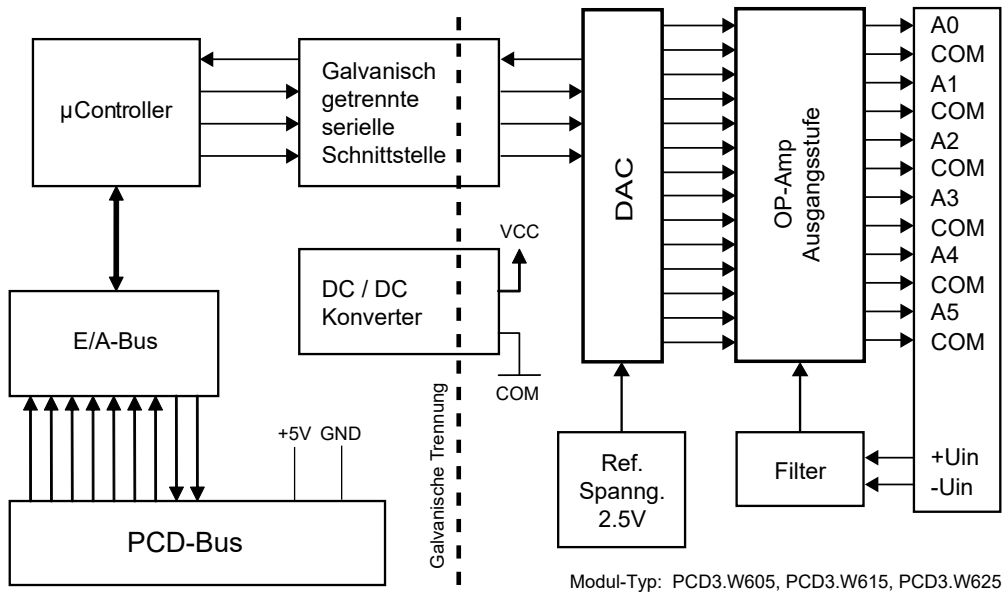 µController
Galvanisch
getrennte
serielle
Schnittstelle
DAC
OP-Amp
Ausgangsstufe
A0
COM
A1
COM
A2
COM
A3
COM
A4
COM
A5
COM
+Uin
-Uin
DC / DC
Konverter
VCC
COM
E/A-Bus
+5V GND
PCD-Bus
Galvanische Trennung
Ref.
Spanng.
2.5V
Filter
Modul-Typ: PCD3.W605, PCD3.W615, PCD3.W625